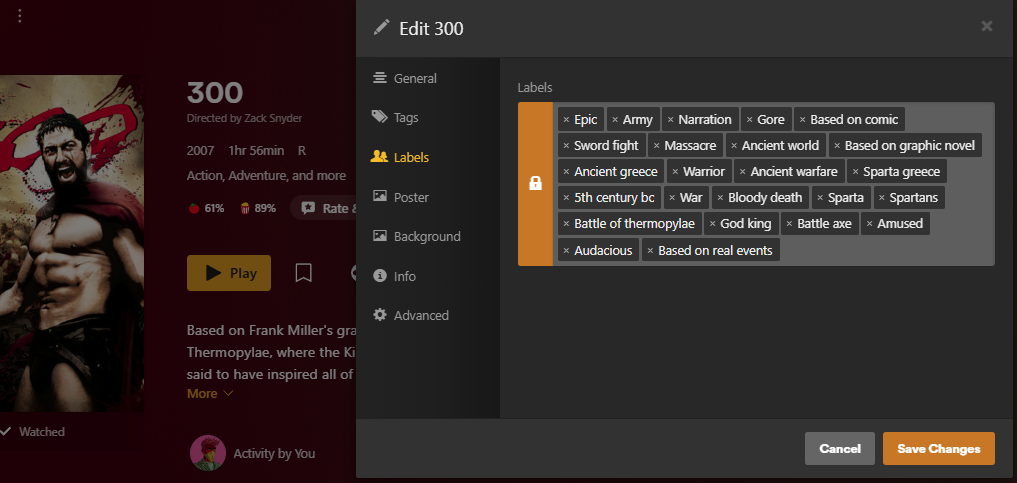 Edit 300
×
300
Directed by Zack Snyder
2007 1hr 56min R
Action, Adventure, and more
61% 89% Rate &
Play
Based on Frank Miller's gra
Thermopylae, where the Ki
said to have inspired all of
More
Watched
Activity by You
General
Tags
Labels
Poster
Background
Info
Advanced
Labels
× Epic × Army × Narration × Gore × Based on comic
× Sword fight × Massacre × Ancient world × Based on graphic novel
× Ancient greece × Warrior × Ancient warfare × Sparta greece
× 5th century bc × War × Bloody death × Sparta × Spartans
× Battle of thermopylae × God king × Battle axe × Amused
× Audacious × Based on real events
Cancel Save Changes